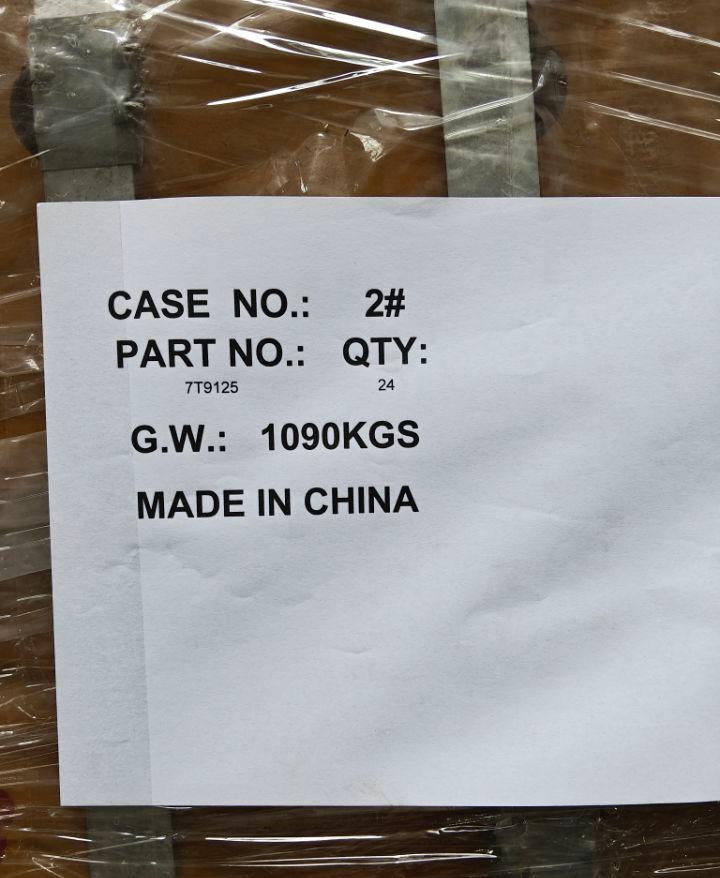 CASE NO.: 2#
PART NO.: QTY:
7T9125 24
G.W.: 1090KGS
MADE IN CHINA